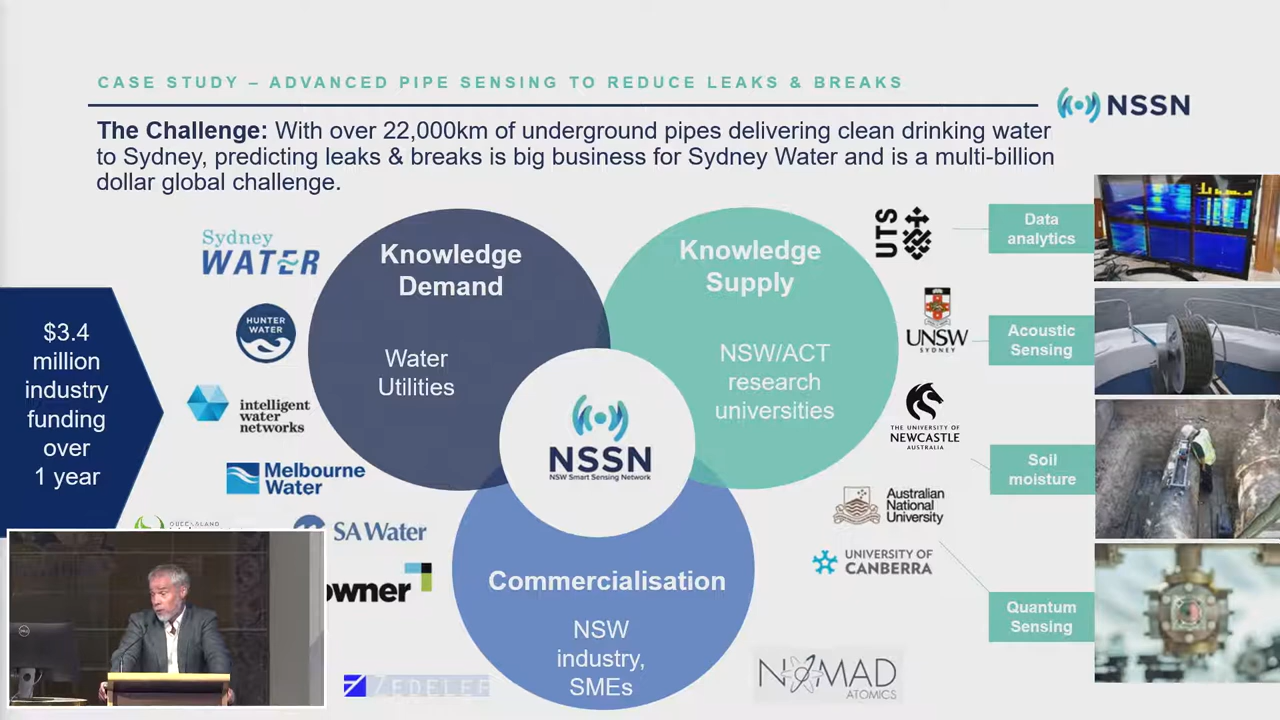 CASE STUDY – ADVANCED PIPE SENSING TO REDUCE LEAKS & BREAKS
NSSN
The Challenge: With over 22,000km of underground pipes delivering clean drinking water
to Sydney, predicting leaks & breaks is big business for Sydney Water and is a multi-billion
dollar global challenge.
Sydney
WATER
HUNTER
WATER
intelligent
water
networks
Melbourne
Water
QUEENSLAND
SA Water
owner
$3.4
million
industry
funding
over
1 year
Knowledge
Demand
Water
Utilities
Knowledge
Supply
NSW/ACT
research
universities
NSSN
NSW Smart Sensing Network
Commercialisation
NSW
industry,
SMEs
UTS
UNSW
SYDNEY
THE UNIVERSITY OF
NEWCASTLE
AUSTRALIA
Australian
National
University
UNIVERSITY OF
CANBERRA
NOMAD
ATOMICS
Data
analytics
Acoustic
Sensing
Soil
moisture
Quantum
Sensing